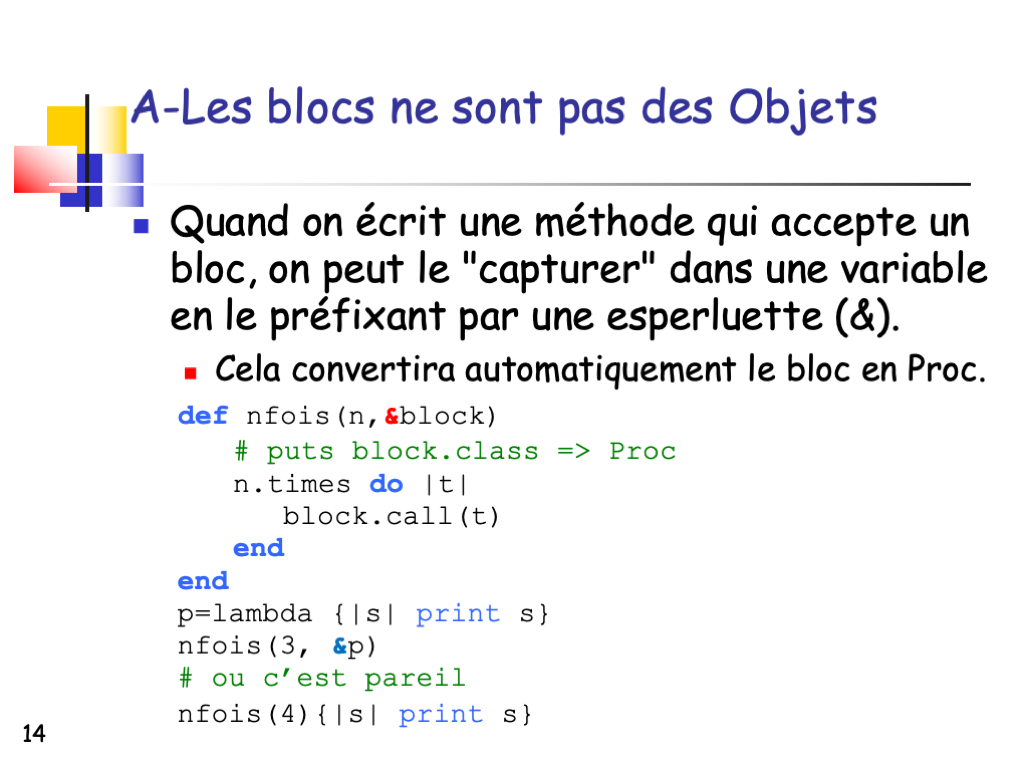 A-Les blocs ne sont pas des Objets
Quand on écrit une méthode qui accepte un
bloc, on peut le "capturer" dans une variable
en le préfixant par une esperluette (&).
Cela convertira automatiquement le bloc en Proc.
def nfois(n,&block)
# puts block.class => Proc
n.times do |t|
block.call(t)
end
end
p=lambda {|s| print s}
nfois(3, &p)
# ou c’est pareil
nfois(4){|s| print s}
14